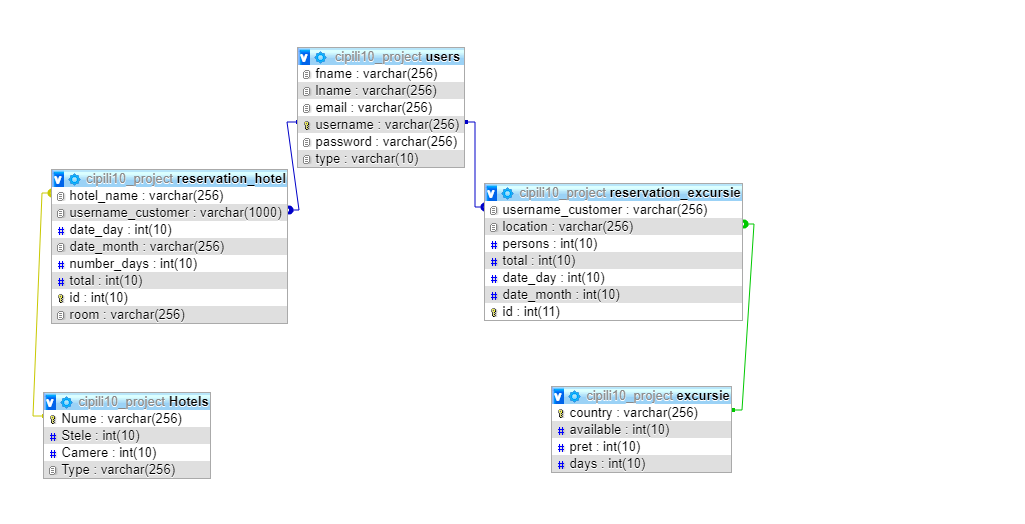 cipili10_project users
fname : varchar(256)
lname : varchar(256)
email : varchar(256)
username : varchar(256)
password : varchar(256)
type : varchar(10)
cipili10_project reservation_hotel
hotel_name : varchar(256)
username_customer : varchar(1000)
date_day : int(10)
date_month : varchar(256)
number_days : int(10)
total : int(10)
id : int(10)
room : varchar(256)
cipili10_project reservation_excursie
username_customer : varchar(256)
location : varchar(256)
persons : int(10)
total : int(10)
date_day : int(10)
date_month : int(10)
id : int(11)
cipili10_project Hotels
Nume : varchar(256)
Stele : int(10)
Camere : int(10)
Type : varchar(256)
cipili10_project excursie
country : varchar(256)
available : int(10)
pret : int(10)
days : int(10)